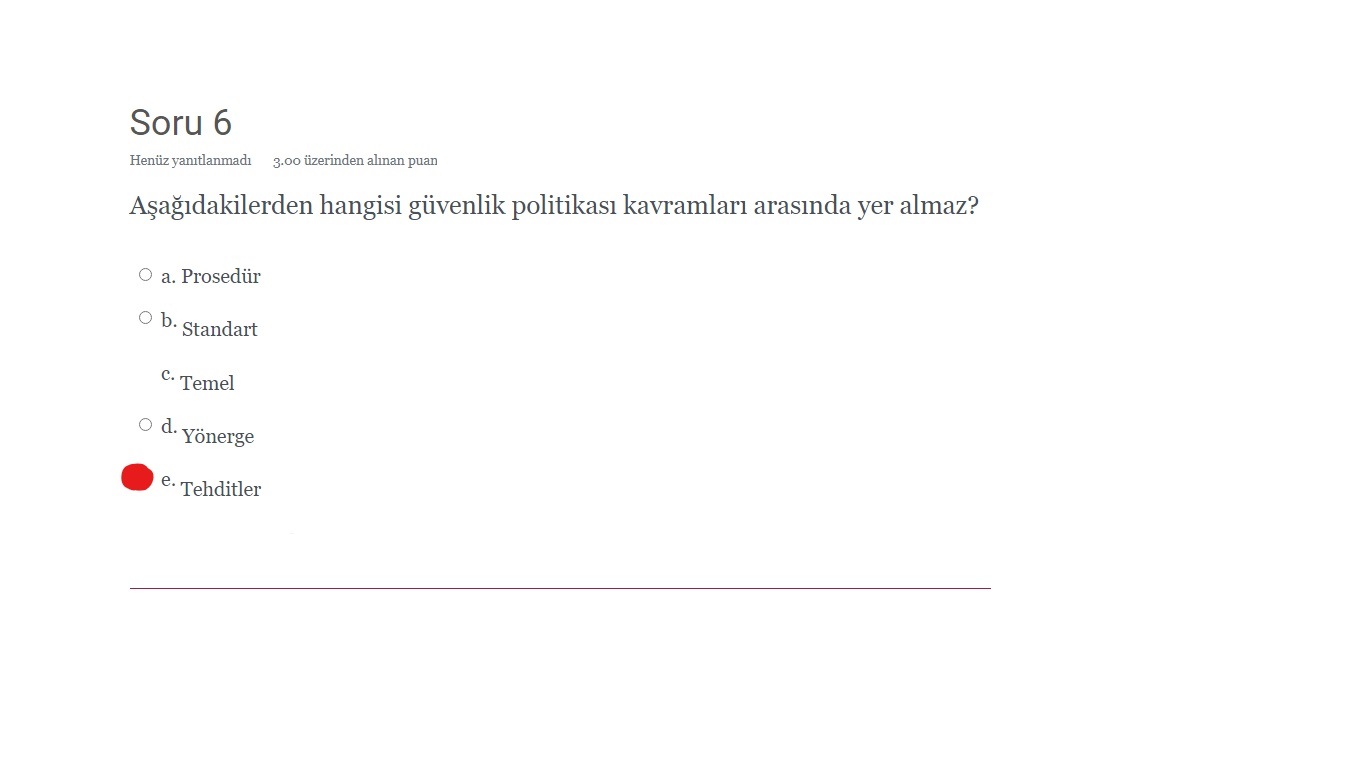 Soru 6
Henüz yanıtlanmadı 3.00 üzerinden alınan puan
Aşağıdakilerden hangisi güvenlik politikası kavramları arasında yer almaz?
a. Prosedür
b. Standart
c. Temel
d. Yönerge
e. Tehditler